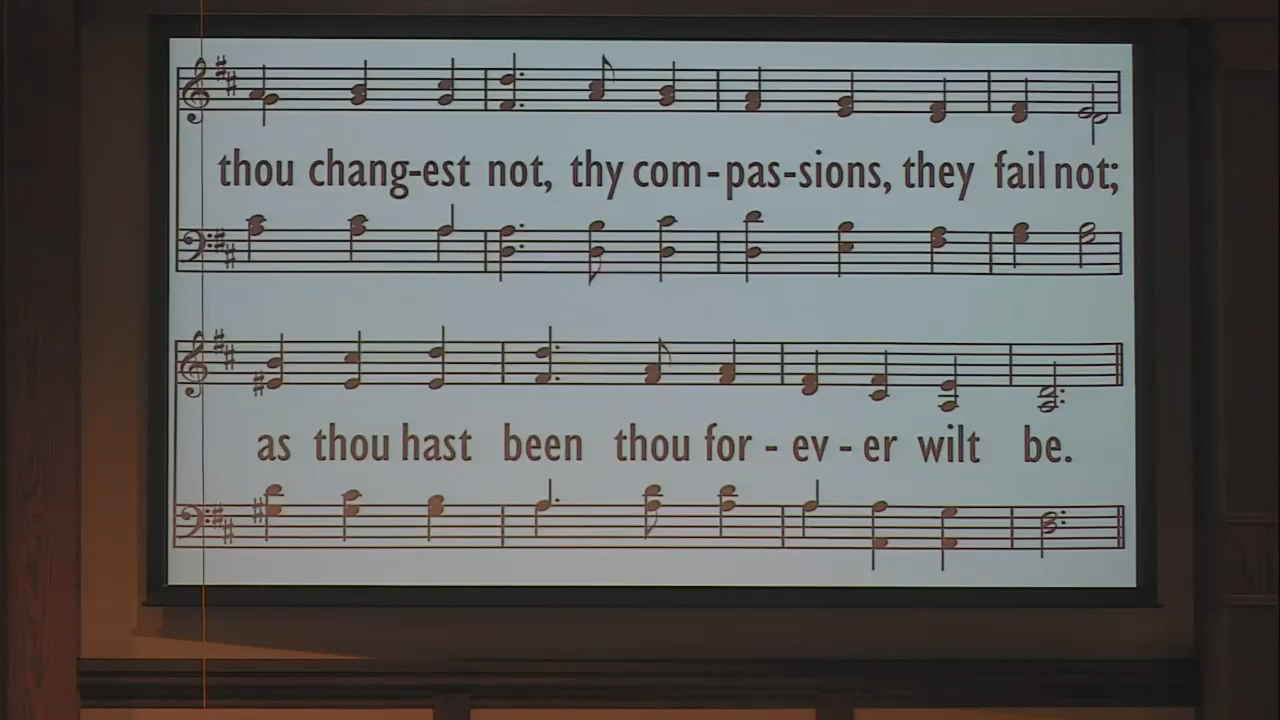 thou chang-est not, thy com-pas-sions, they fail not;
as thou hast been thou for-ev-er wilt be.